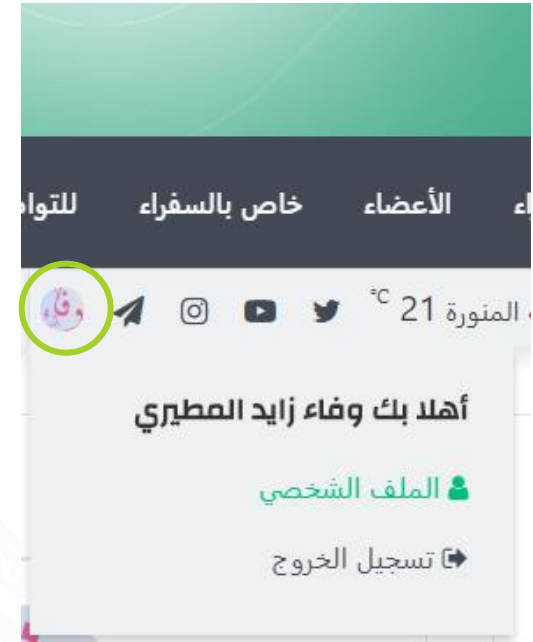 الأعضاء خاص بالسفراء
المنورة 21 °C
وفاء
أهلا بك وفاء زايد المطيري
الملف الشخصي
تسجيل الخروج